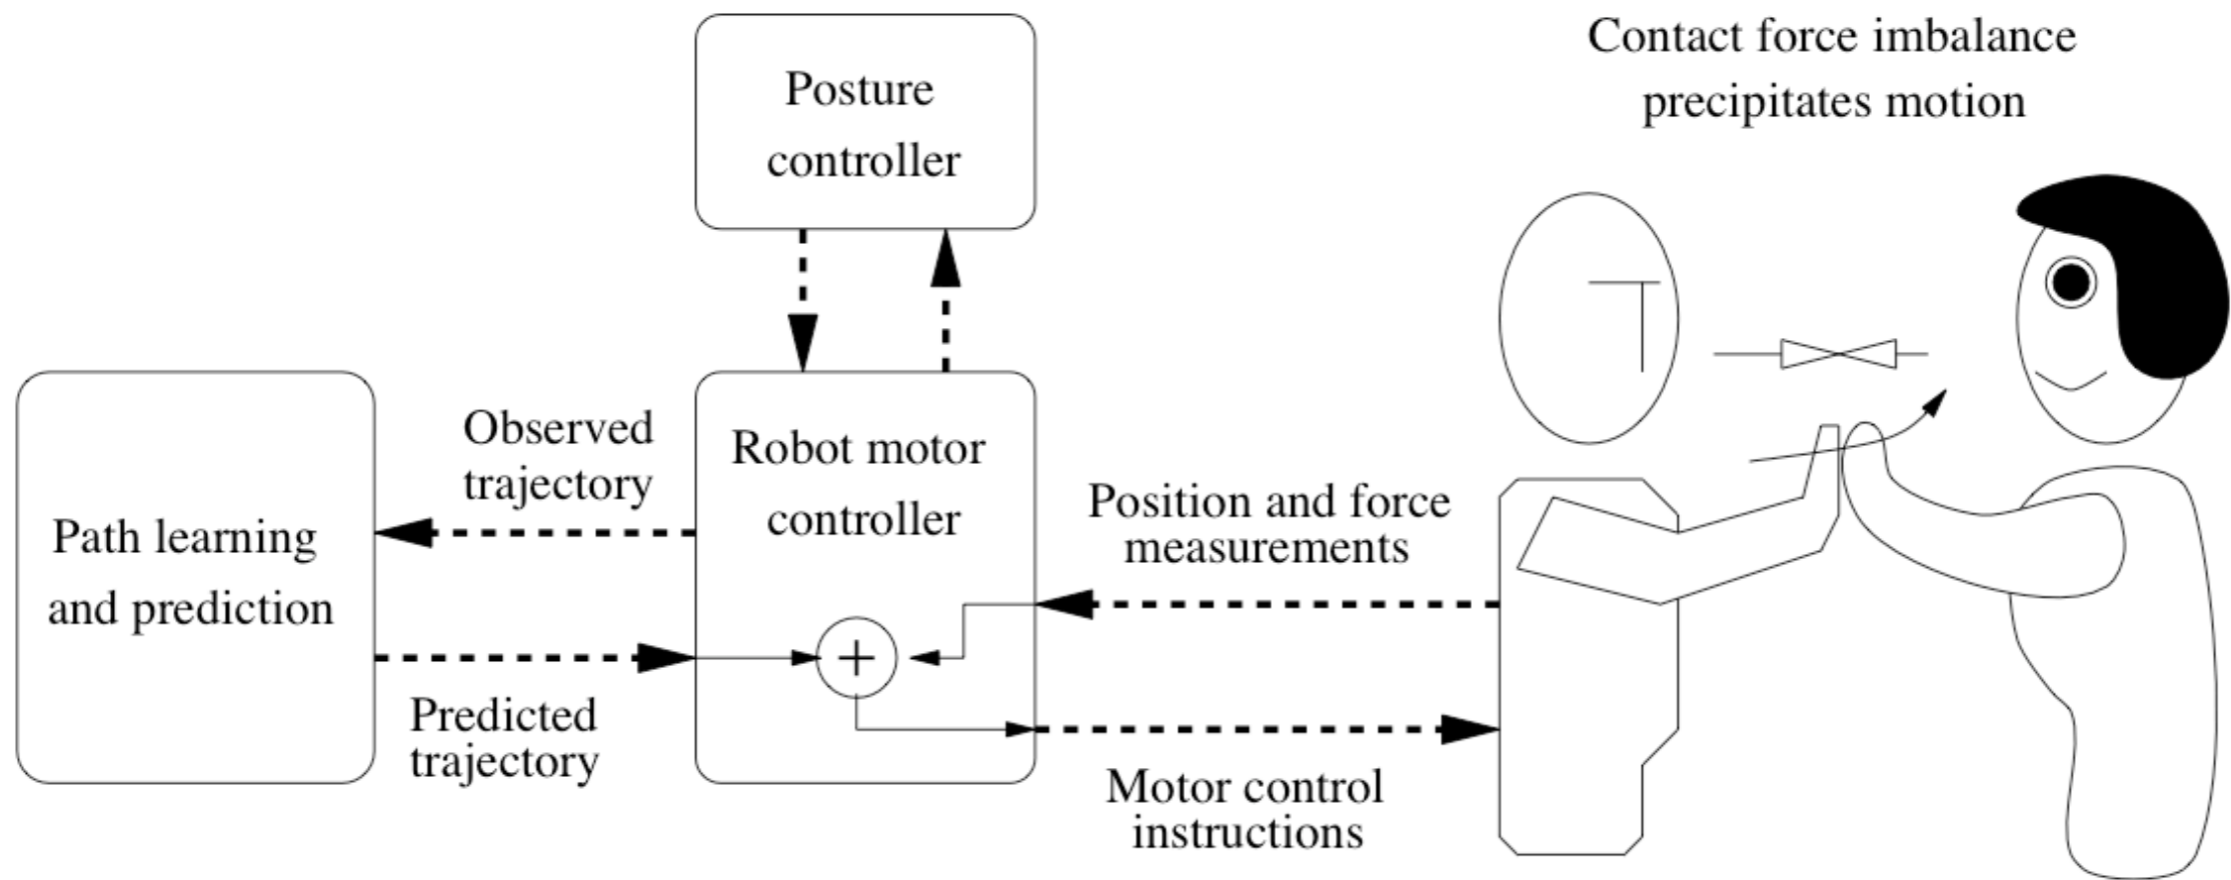 Contact force imbalance
precipitates motion
Posture
controller
Observed
trajectory
Robot motor
controller
Position and force
measurements
Path learning
and prediction
+
Predicted
trajectory
Motor control
instructions